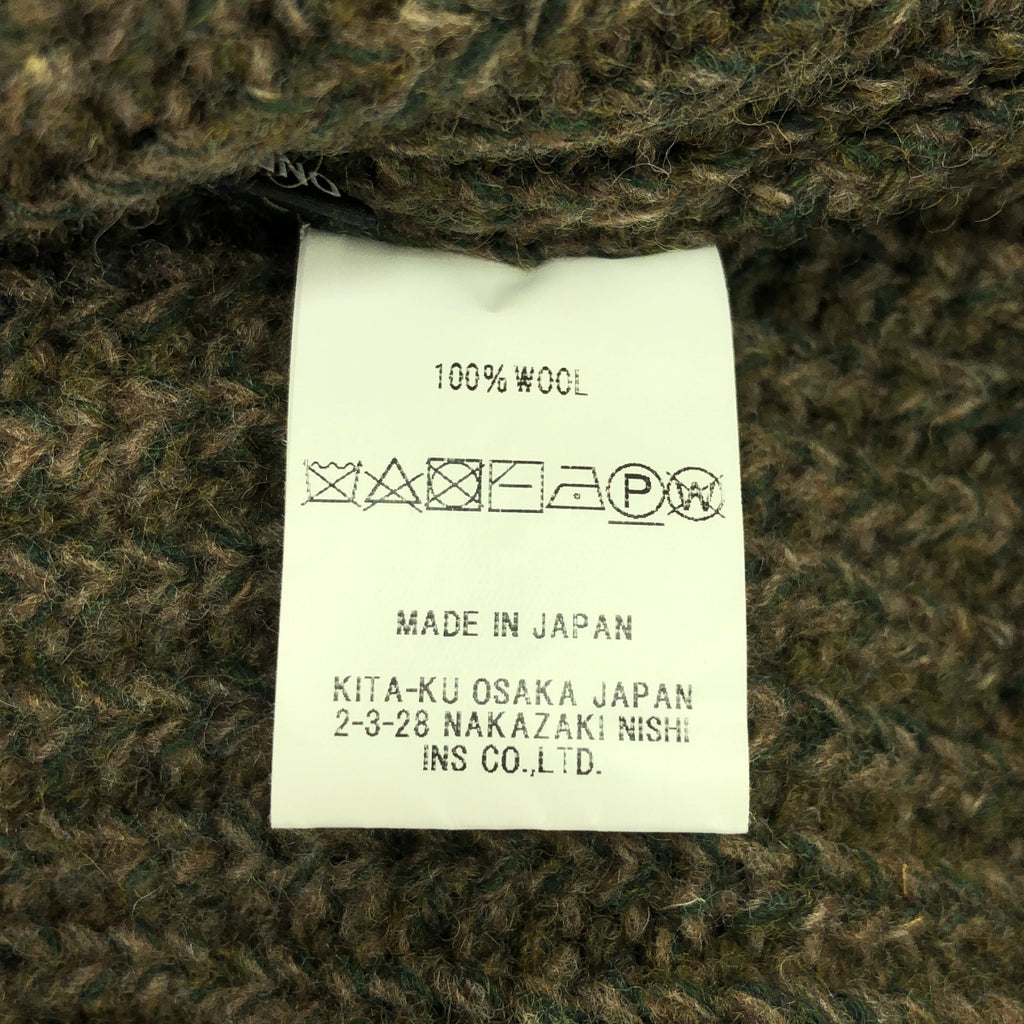 100% WOOL
P W
MADE IN JAPAN
KITA-KU OSAKA JAPAN
2-3-28 NAKAZAKI NISHI
INS CO.,LTD.